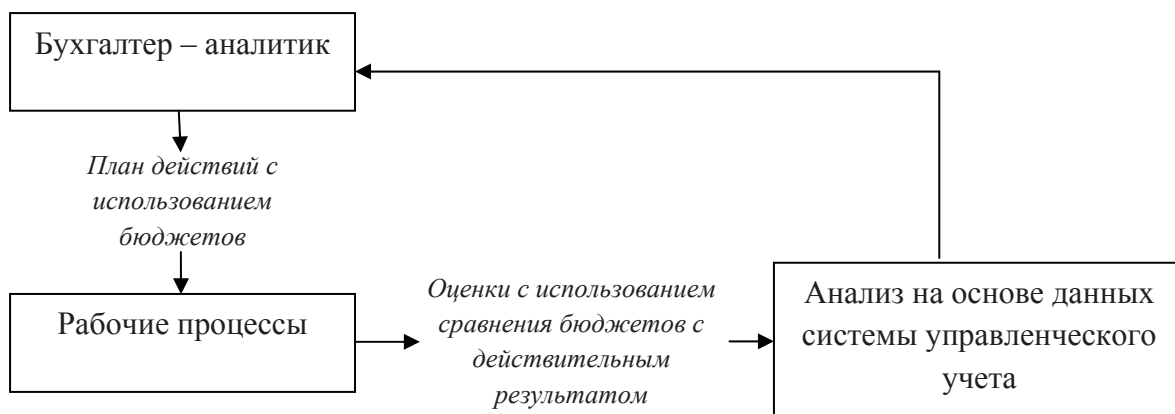 Бухгалтер – аналитик
План действий с
использованием
бюджетов
Рабочие процессы
Оценки с использованием
сравнения бюджетов с
действительным
результатом
Анализ на основе данных
системы управленческого
учета